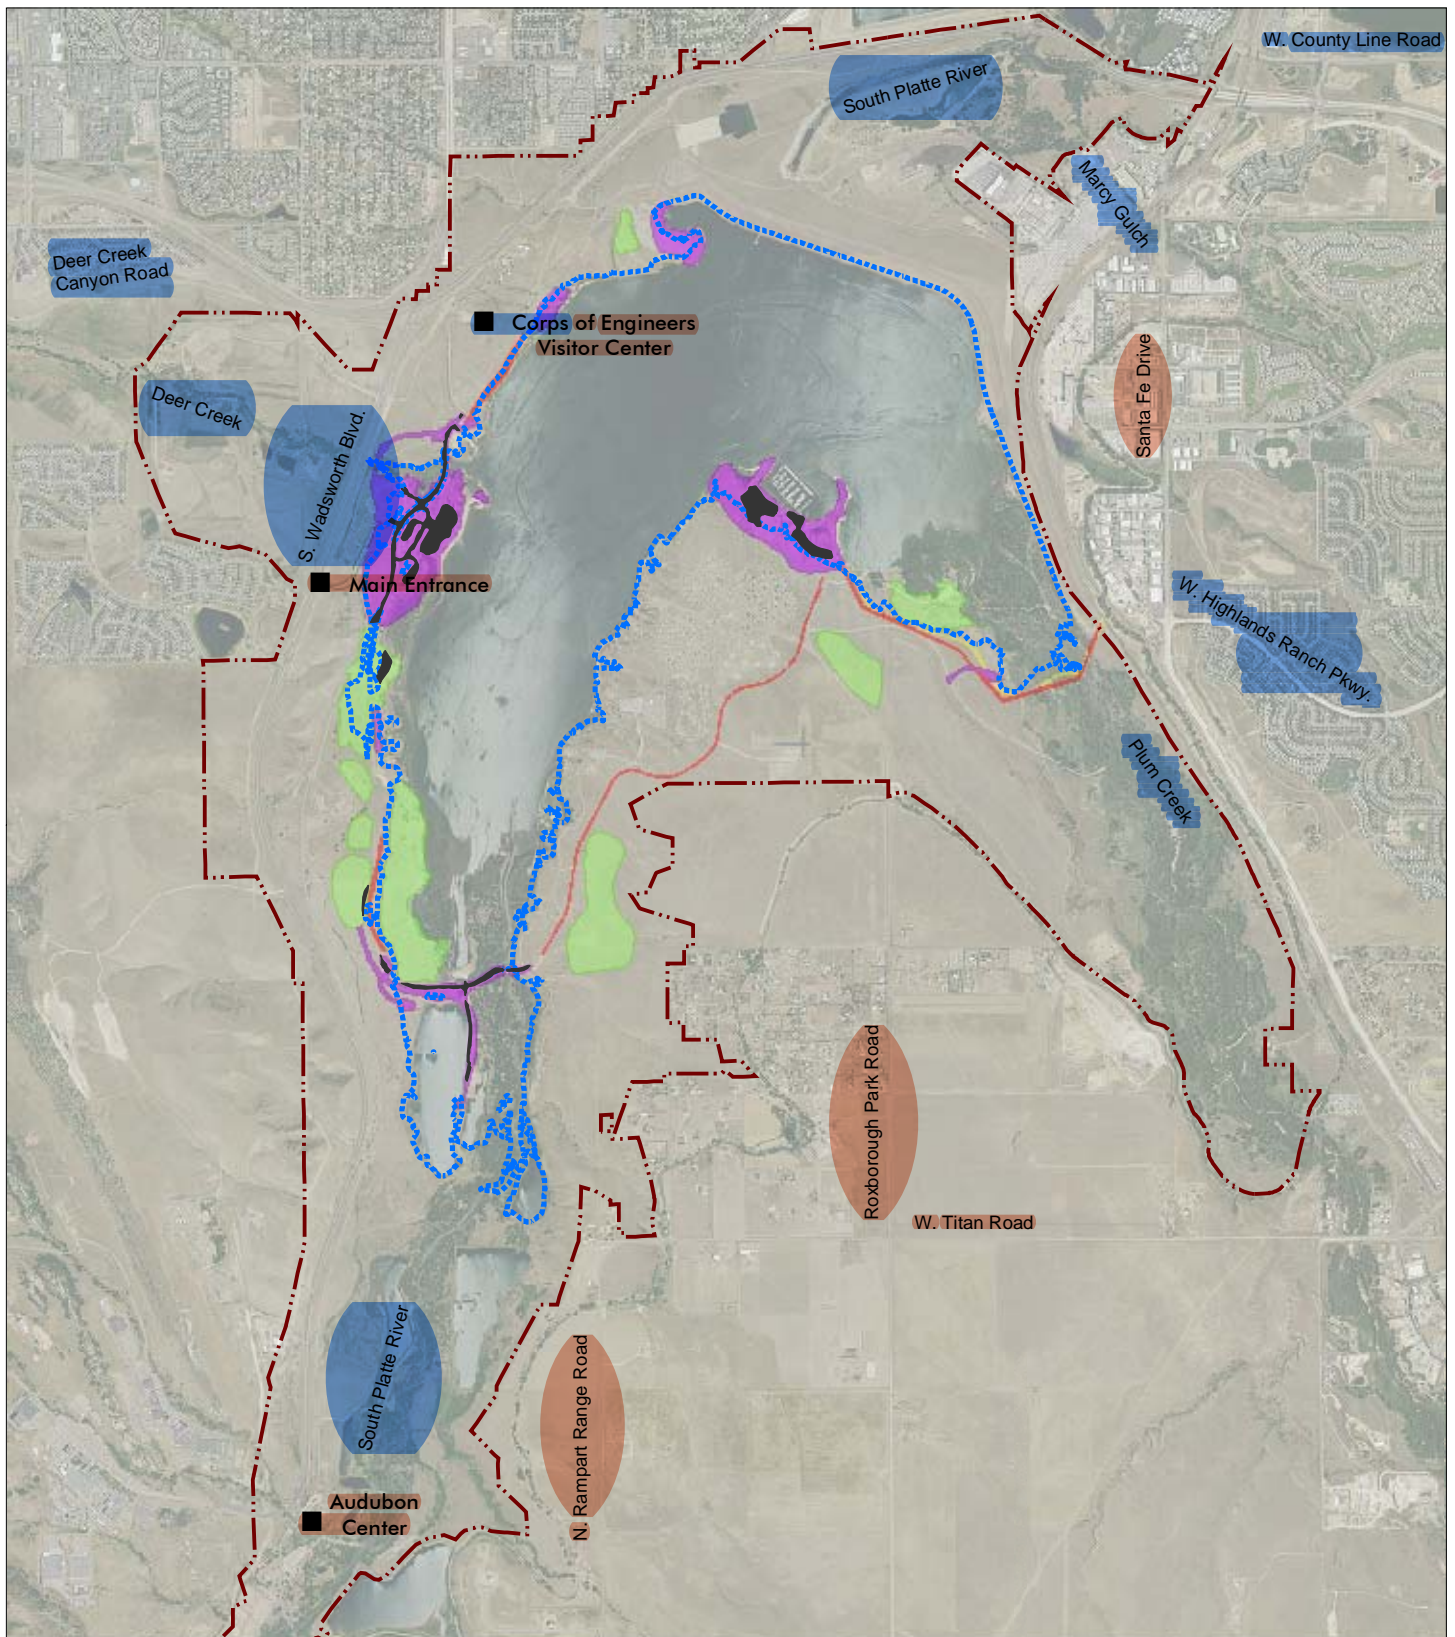 W. County Line Road
South Platte River
Marcy Gulch
Deer Creek
Canyon Road
Corps of Engineers
Visitor Center
Santa Fe Drive
Deer Creek
S. Wadsworth Blvd.
Main Entrance
W. Highlands Ranch Pkwy.
Plum Creek
Roxborough Park Road
W. Titan Road
South Platte River
N. Rampart Range Road
Audubon
Center